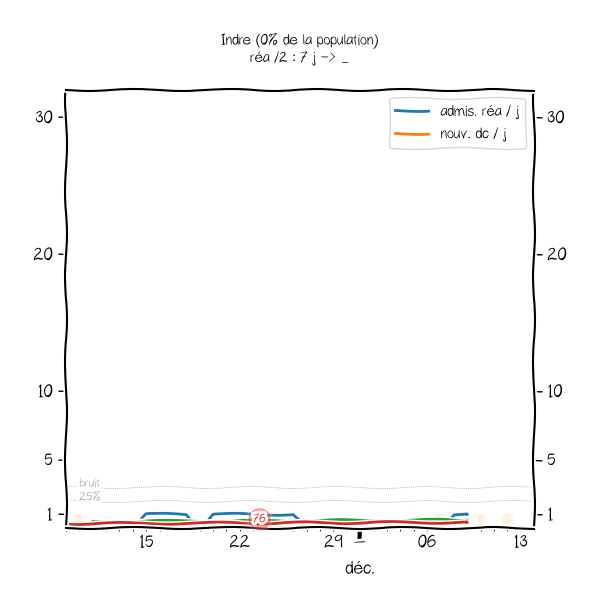 Indre (0% de la population)
réa /2 : 7 j -> _
30 30
admis. réa / j
nouv. dc / j
20 20
10 10
5 5
bruit
25%
1 76 1
15 22 29 06 13
déc.